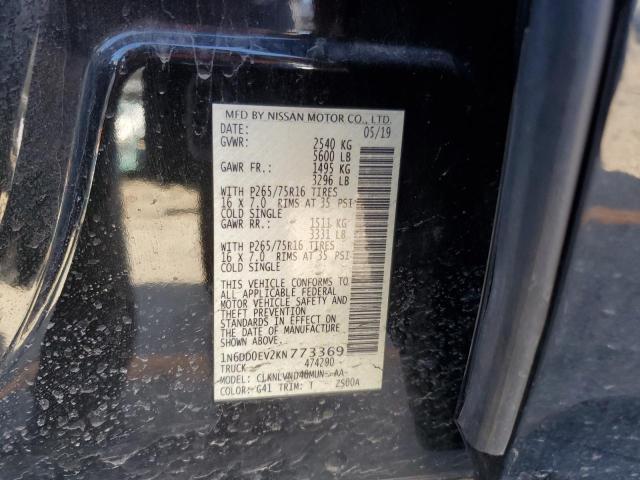 MFD BY NISSAN MOTOR CO., LTD.
DATE: 05/19
GVWR: 2540 KG
5600 LB
GAWR FR.: 1495 KG
3296 LB
WITH P265/75R16 TIRES
16 X 7.0 RIMS AT 35 PSI
COLD SINGLE
GAWR RR.: 1511 KG
3331 LB
WITH P265/75R16 TIRES
16 X 7.0 RIMS AT 35 PSI
COLD SINGLE
THIS VEHICLE CONFORMS TO
ALL APPLICABLE FEDERAL
MOTOR VEHICLE SAFETY AND
THEFT PREVENTION
STANDARDS IN EFFECT ON
THE DATE OF MANUFACTURE
1N6DD0EV2KN773369
TRUCK 474290
MODEL: CLKNLVND40MUN- AA
COLOR: G41 TRIM: T 2S00A